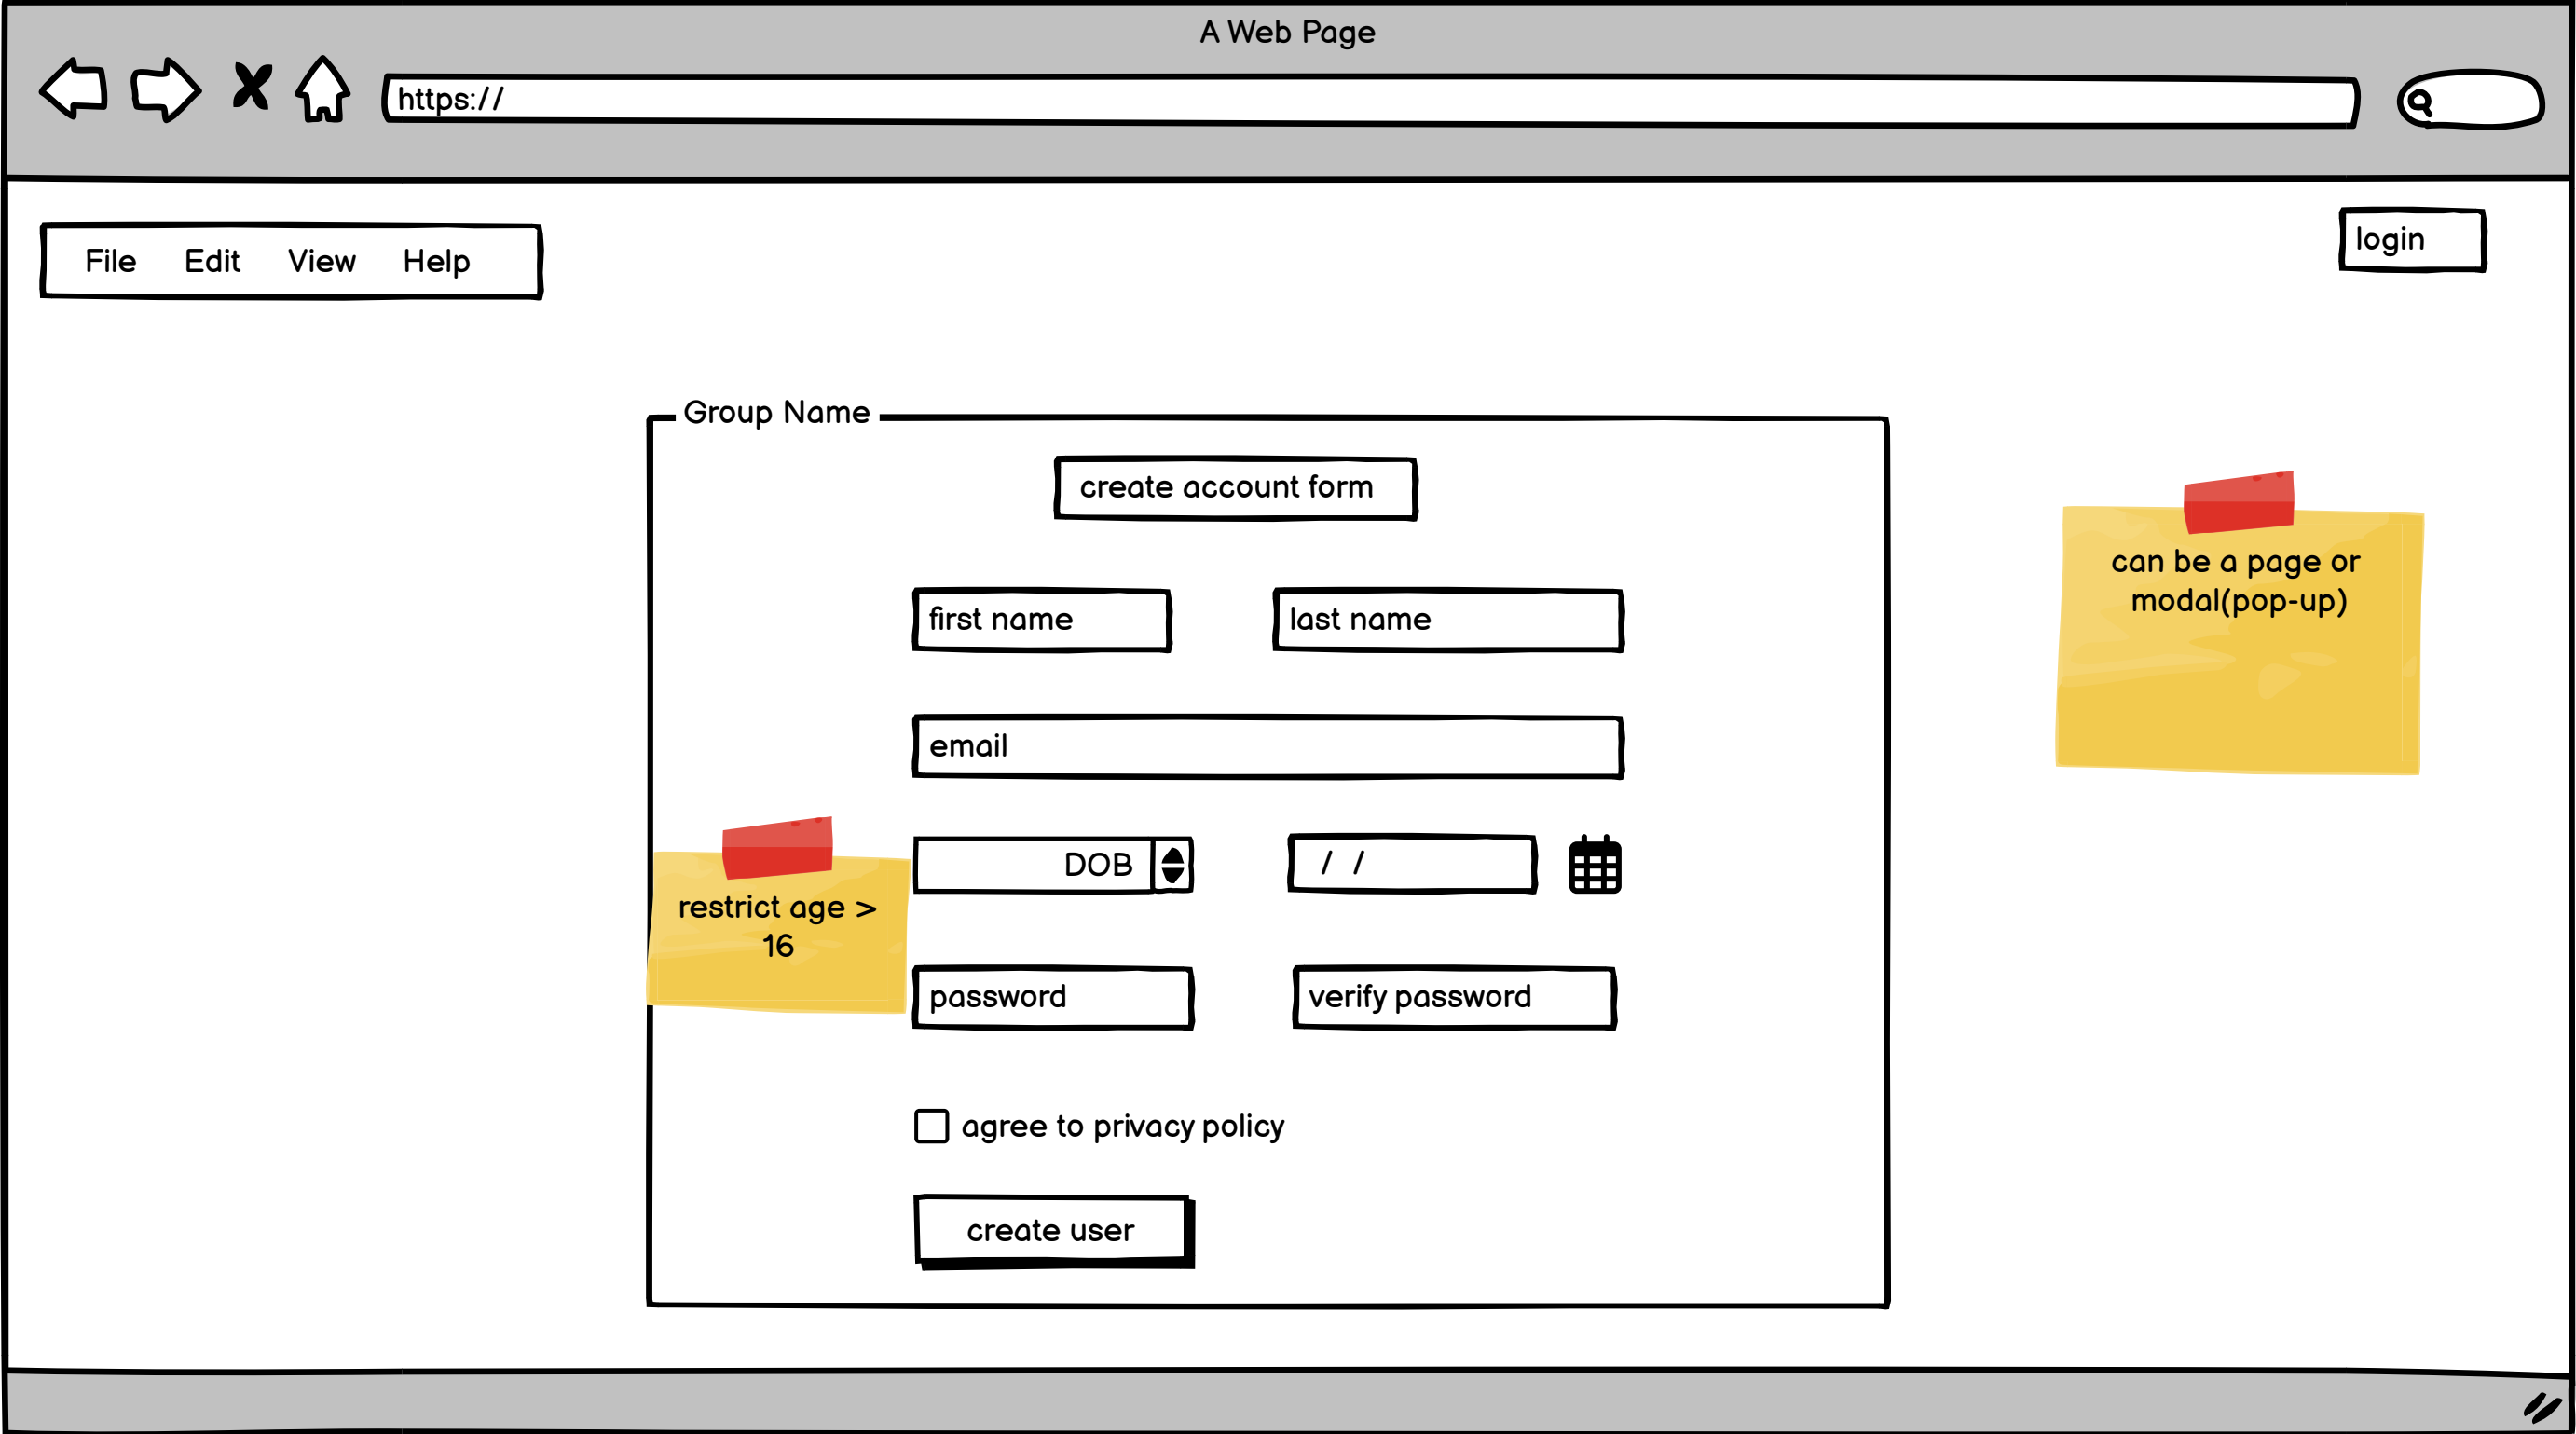 A Web Page
https://
File Edit View Help
login
Group Name
create account form
first name
last name
can be a page or
modal(pop-up)
email
DOB
/ /
restrict age >
16
password
verify password
agree to privacy policy
create user